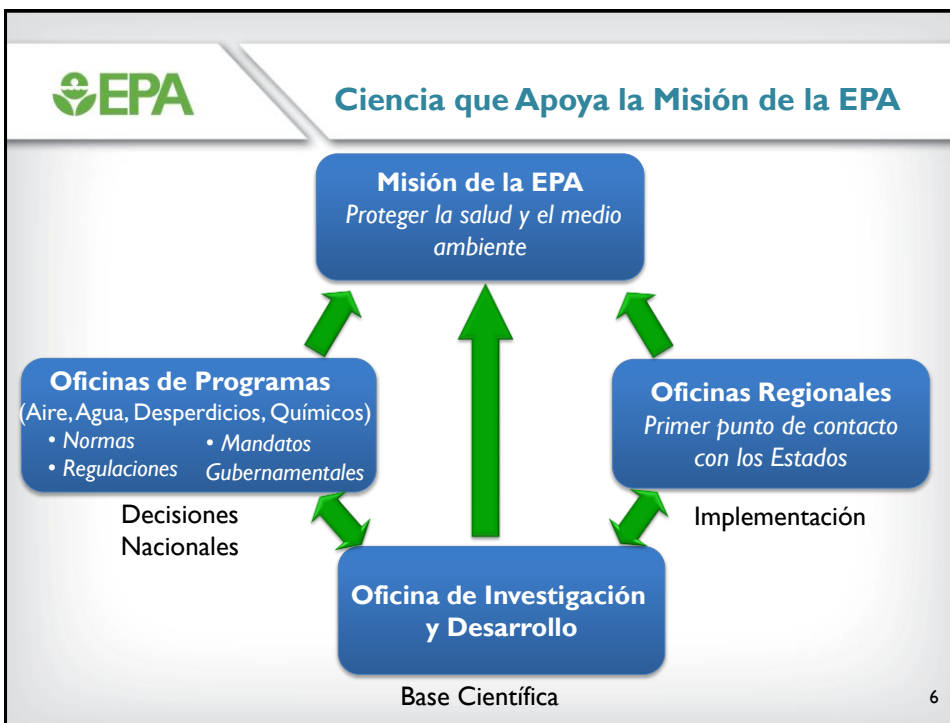 EPA
Ciencia que Apoya la Misión de la EPA
Misión de la EPA
Proteger la salud y el medio
ambiente
Oficinas de Programas
(Aire, Agua, Desperdicios, Químicos)
• Normas
• Regulaciones
• Mandatos
Gubernamentales
Decisiones
Nacionales
Oficinas Regionales
Primer punto de contacto
con los Estados
Implementación
Oficina de Investigación
y Desarrollo
Base Científica
6